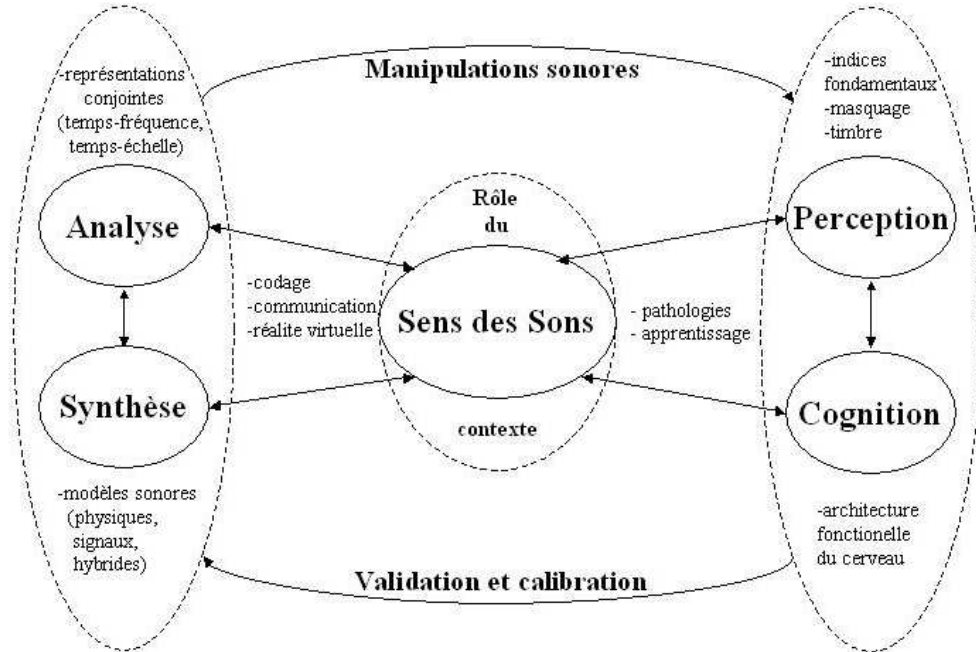 Manipulations sonores
-représentations
conjointes
(temps-fréquence,
temps-échelle)
Analyse
Synthèse
-modèles sonores
(physiques,
signaux,
hybrides)
-codage
-communication
-réalite virtuelle
Rôle
du
Sens des Sons
contexte
- pathologies
- apprentissage
-indices
fondamentaux
-masquage
-timbre
Perception
Cognition
-architecture
fonctionelle
du cerveau
Validation et calibration